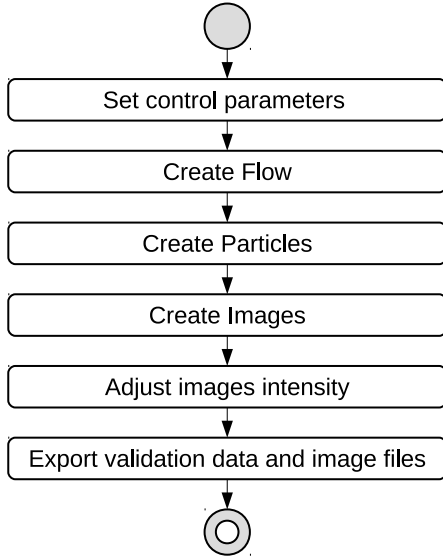 Set control parameters
Create Flow
Create Particles
Create Images
Adjust images intensity
Export validation data and image files